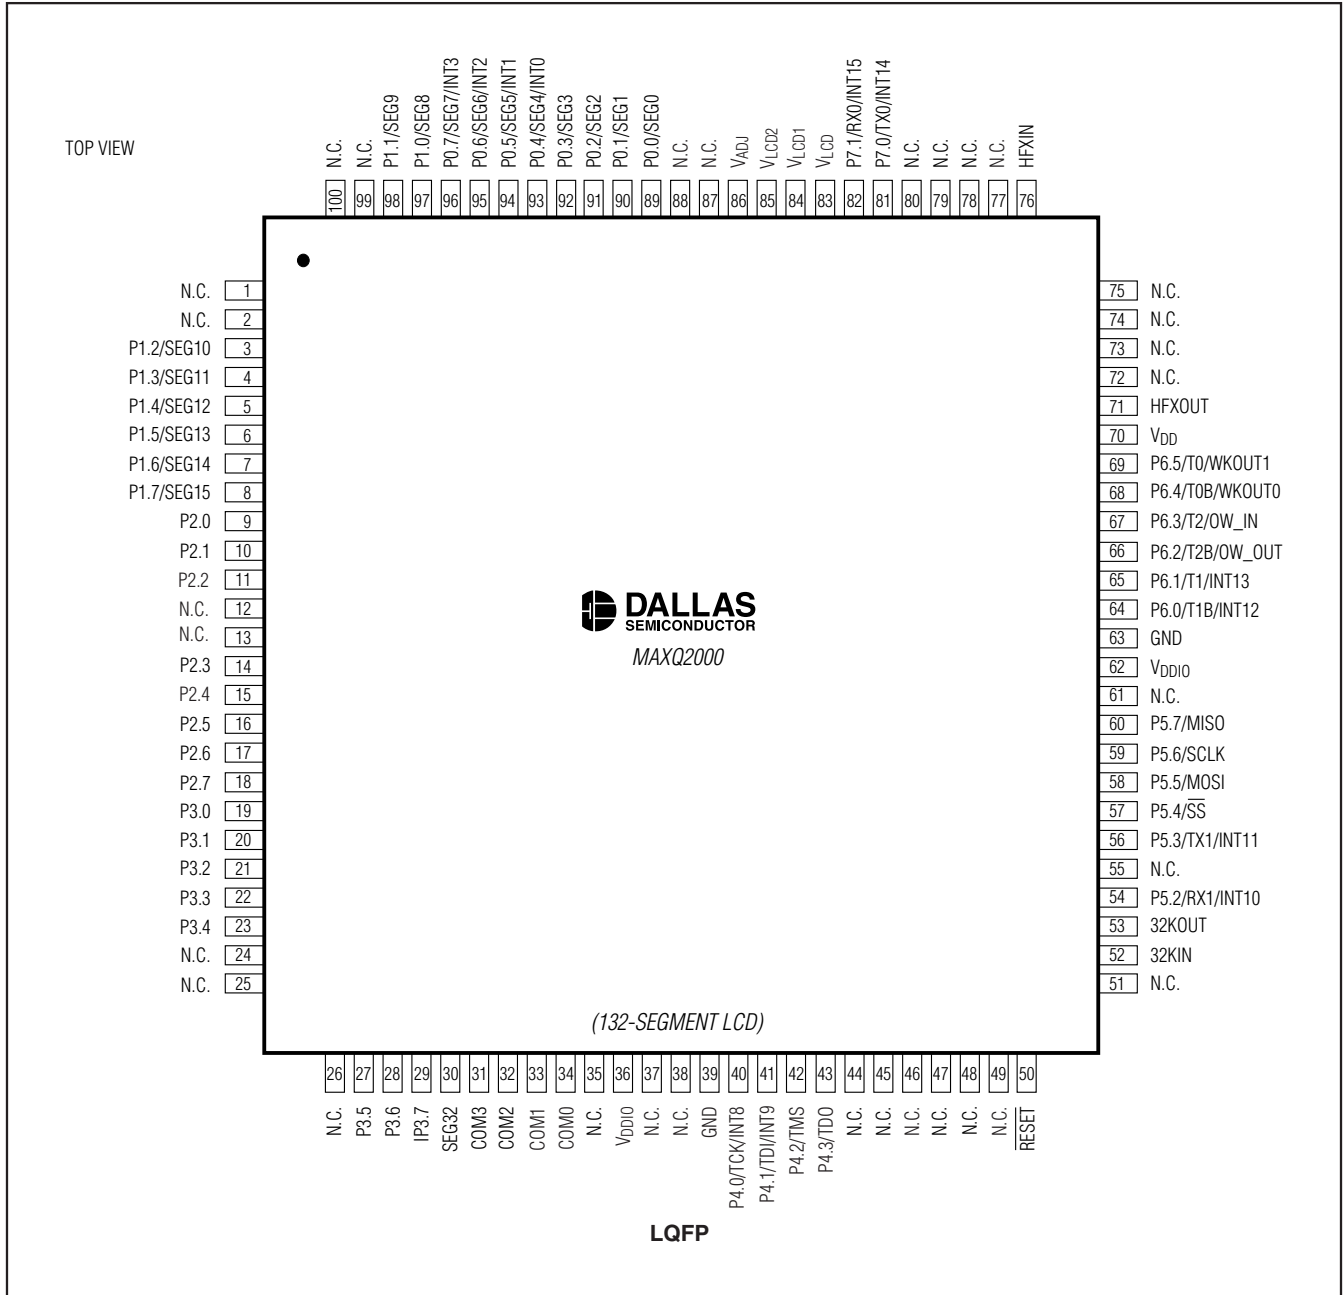 TOP VIEW
N.C.
N.C.
P1.1/SEG9
P1.0/SEG8
P0.7/SEG7/INT3
P0.6/SEG6/INT2
P0.5/SEG5/INT1
P0.4/SEG4/INT0
P0.3/SEG3
P0.2/SEG2
P0.1/SEG1
P0.0/SEG0
N.C.
N.C.
VADJ
VLCD2
VLCD1
VLCD
P7.1/RX0/INT15
P7.0/TX0/INT14
N.C.
N.C.
N.C.
N.C.
HFXIN
100 99 98 97 96 95 94 93 92 91 90 89 88 87 86 85 84 83 82 81 80 79 78 77 76
N.C. 1
N.C. 2
P1.2/SEG10 3
P1.3/SEG11 4
P1.4/SEG12 5
P1.5/SEG13 6
P1.6/SEG14 7
P1.7/SEG15 8
P2.0 9
P2.1 10
P2.2 11
N.C. 12
N.C. 13
P2.3 14
P2.4 15
P2.5 16
P2.6 17
P2.7 18
P3.0 19
P3.1 20
P3.2 21
P3.3 22
P3.4 23
N.C. 24
N.C. 25
DALLAS
SEMICONDUCTOR
MAXQ2000
(132-SEGMENT LCD)
75 N.C.
74 N.C.
73 N.C.
72 N.C.
71 HFXOUT
70 VDD
69 P6.5/T0/WKOUT1
68 P6.4/T0B/WKOUT0
67 P6.3/T2/OW_IN
66 P6.2/T2B/OW_OUT
65 P6.1/T1/INT13
64 P6.0/T1B/INT12
63 GND
62 VDDIO
61 N.C.
60 P5.7/MISO
59 P5.6/SCLK
58 P5.5/MOSI
57 P5.4/S̅S̅
56 P5.3/TX1/INT11
55 N.C.
54 P5.2/RX1/INT10
53 32KOUT
52 32KIN
51 N.C.
26 27 28 29 30 31 32 33 34 35 36 37 38 39 40 41 42 43 44 45 46 47 48 49 50
N.C.
P3.5
P3.6
IP3.7
SEG32
COM3
COM2
COM1
COM0
N.C.
VDDIO
N.C.
N.C.
GND
P4.0/TCK/INT8
P4.1/TDI/INT9
P4.2/TMS
P4.3/TDO
N.C.
N.C.
N.C.
N.C.
N.C.
N.C.
R̅E̅S̅E̅T̅
LQFP